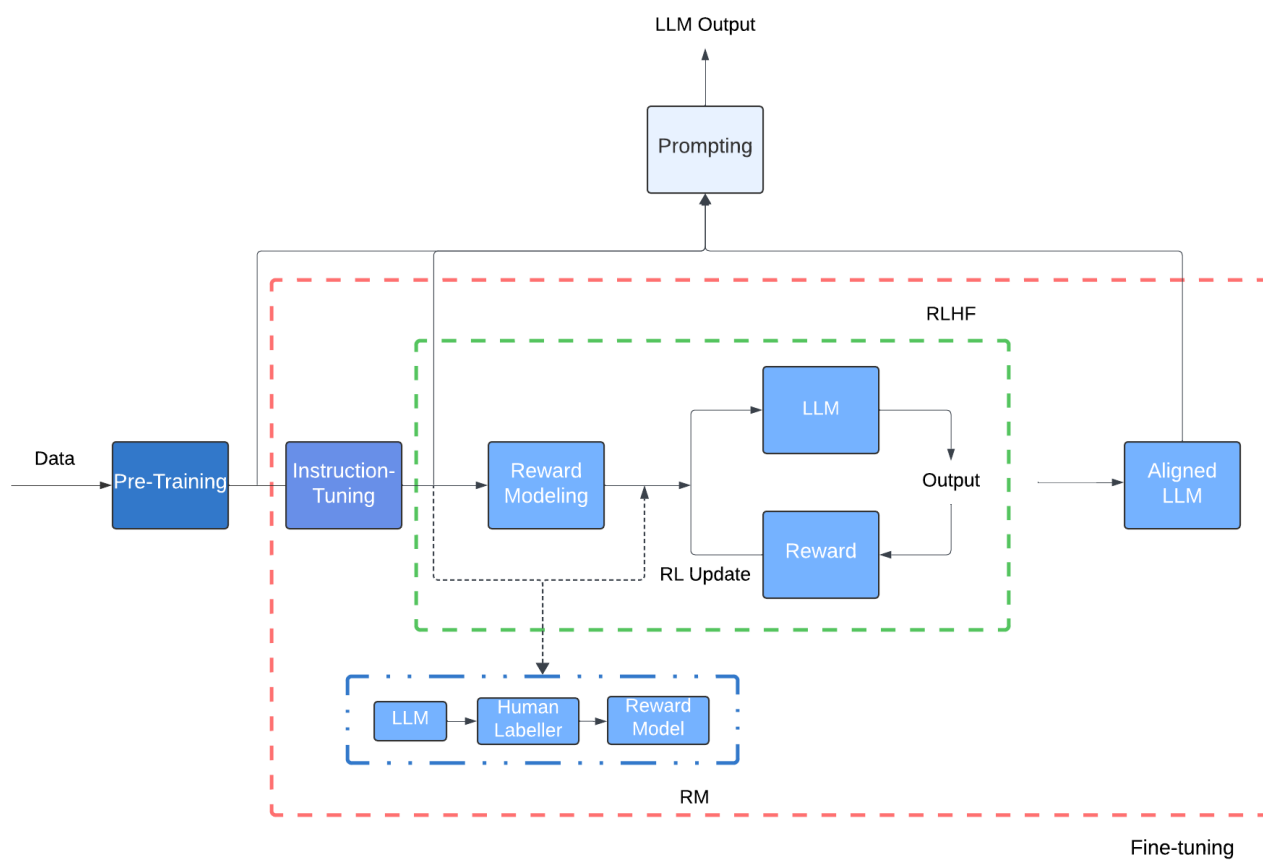 LLM Output
Prompting
RLHF
LLM
Data
Pre-Training
Instruction-
Tuning
Reward
Modeling
Output
Aligned
LLM
Reward
RL Update
LLM
Human
Labeller
Reward
Model
RM
Fine-tuning